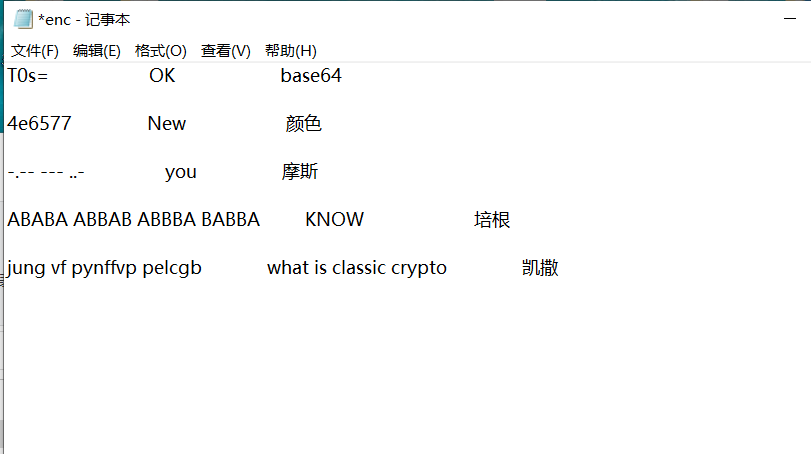 *enc - 记事本
文件(F) 编辑(E) 格式(O) 查看(V) 帮助(H)
T0s= OK base64
4e6577 New 颜色
-.-- --- ..- you 摩斯
ABABA ABBAB ABBBA BABBA KNOW 培根
jung vf pynffvp pelcgb what is classic crypto 凯撒